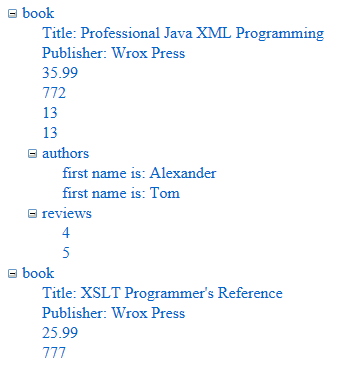 book
Title: Professional Java XML Programming
Publisher: Wrox Press
35.99
772
13
13
authors
first name is: Alexander
first name is: Tom
reviews
4
5
book
Title: XSLT Programmer's Reference
Publisher: Wrox Press
25.99
777